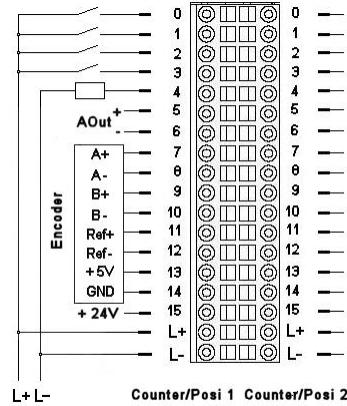 0 0
1 1
2 2
3 3
4 4
AOut + 5 5
- 6 6
A+ 7 7
A- 8 8
B+ 9 9
B- 10 10
Ref+ 11 11
Ref- 12 12
+5V 13 13
GND 14 14
Encoder
+ 24V 15 15
L+ L+
L- L-
L+ L- Counter/Posi 1 Counter/Posi 2